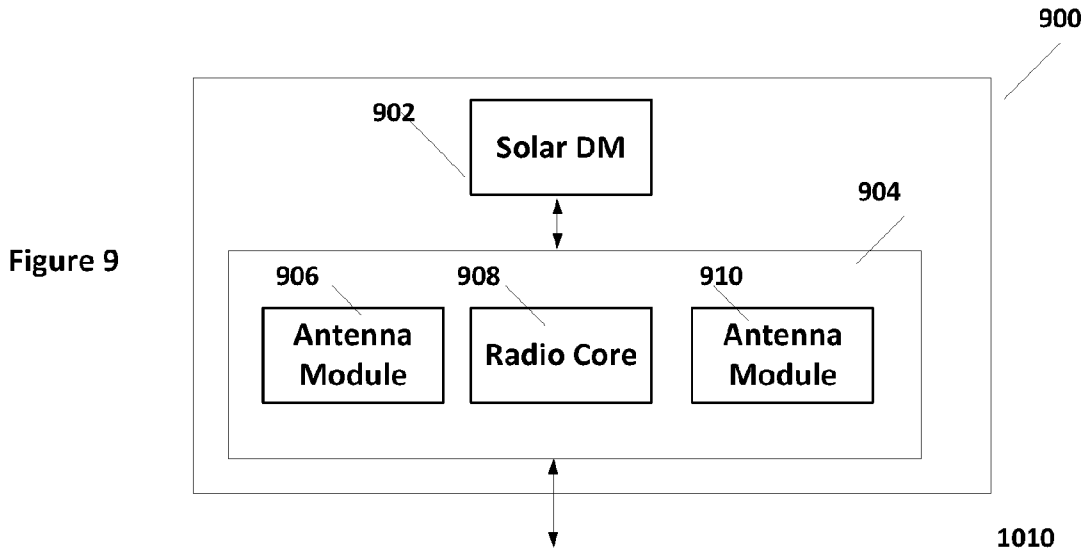 900
902
Solar DM
904
Figure 9
906
908
910
Antenna
Module
Radio Core
Antenna
Module
1010